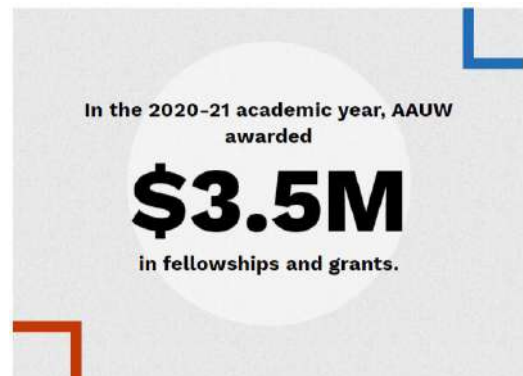 In the 2020-21 academic year, AAUW
awarded
$3.5M
in fellowships and grants.